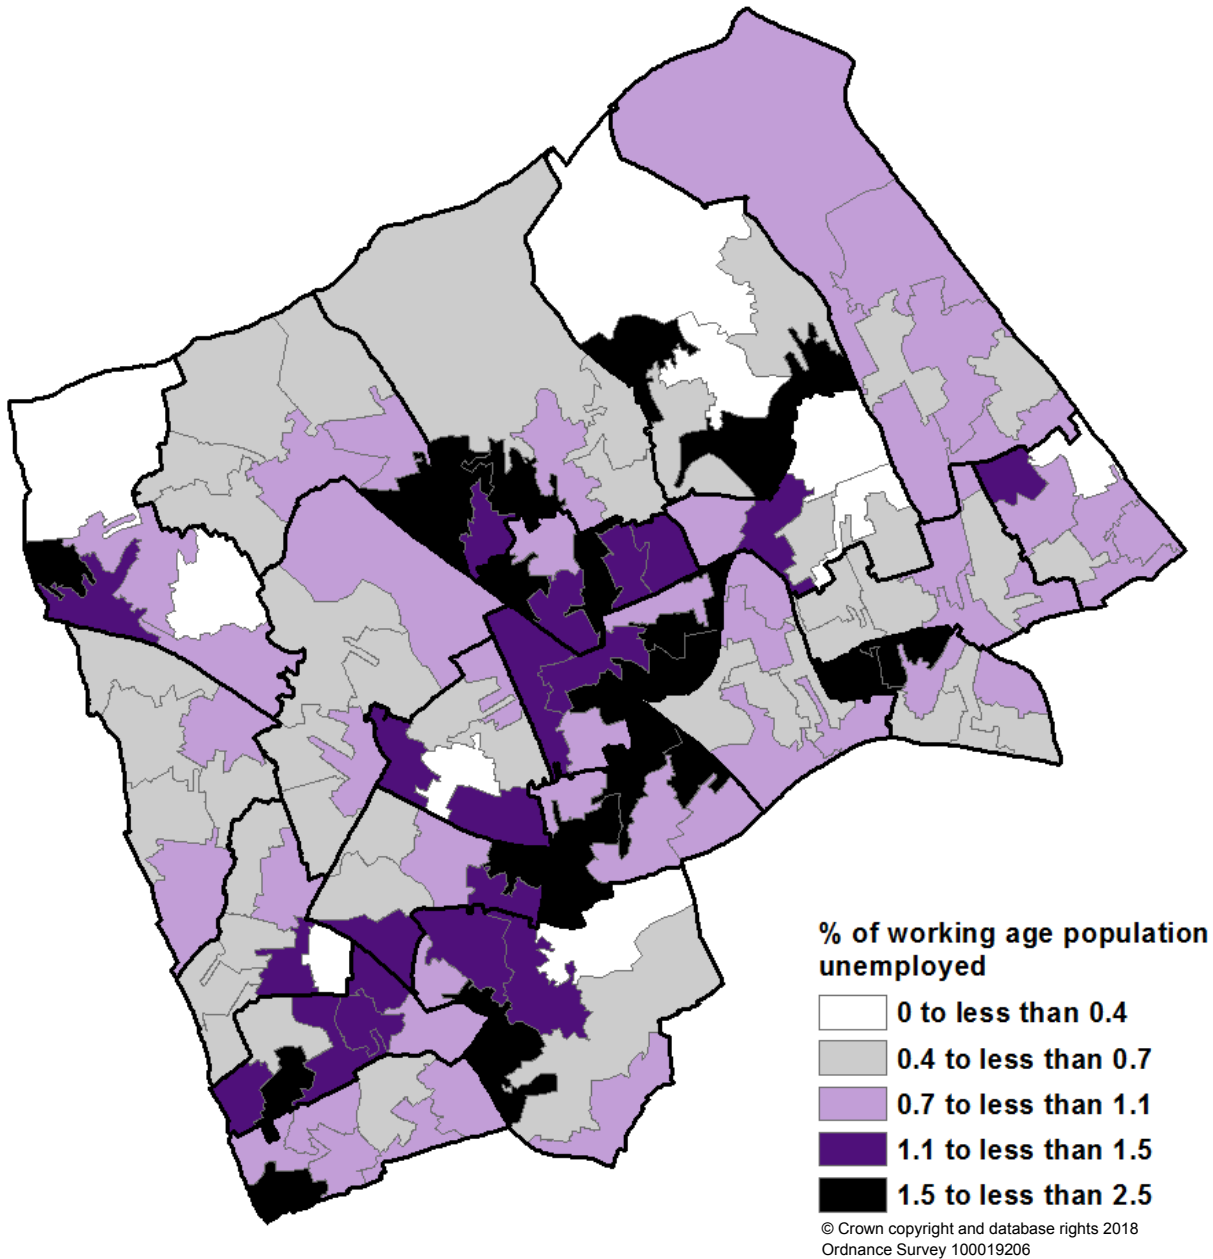 % of working age population
unemployed
0 to less than 0.4
0.4 to less than 0.7
0.7 to less than 1.1
1.1 to less than 1.5
1.5 to less than 2.5
© Crown copyright and database rights 2018
Ordnance Survey 100019206